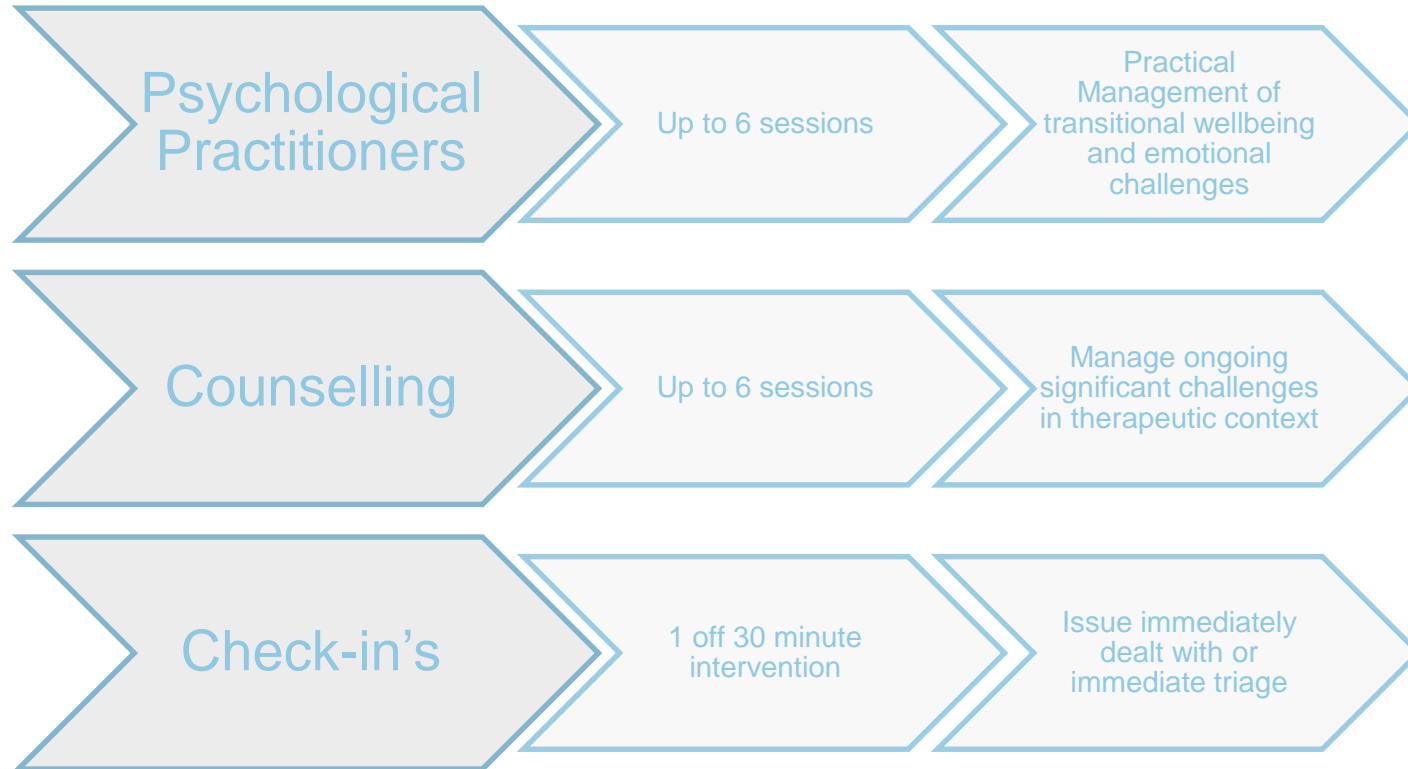 Psychological
Practitioners
Up to 6 sessions
Practical
Management of
transitional wellbeing
and emotional
challenges
Counselling
Up to 6 sessions
Manage ongoing
significant challenges
in therapeutic context
Check-in’s
1 off 30 minute
intervention
Issue immediately
dealt with or
immediate triage